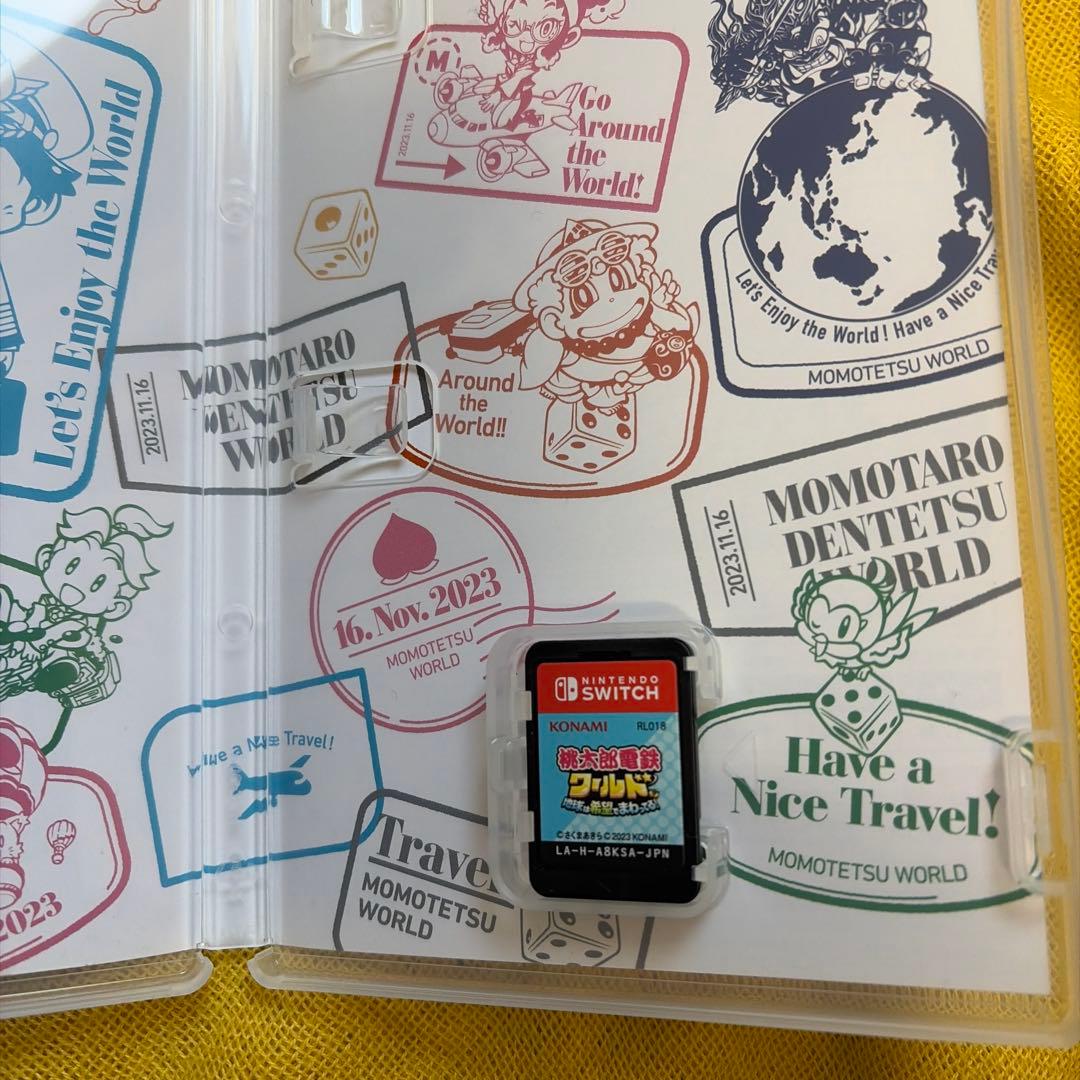 Let's Enjoy the World
M
2023.11.16
Go
Around
the
World!
Let's Enjoy the World! Have a Nice Trav
MOMOTETSU WORLD
2023.11.16
MOMOTARO
DENTETSU
WORLD
Around
the
World!!
2023.11.16
MOMOTARO
DENTETSU
WORLD
16. Nov. 2023
MOMOTETSU
WORLD
Have a Nice Travel!
NINTENDO
SWITCH
KONAMI RL018
桃太郎電鉄
ワールド
地球は希望でまわってる!
©さくまあきら©2023 KONAMI
LA-H-A8KSA-JPN
Have a
Nice Travel!
MOMOTETSU WORLD
Travel
MOMOTETSU
WORLD
2023